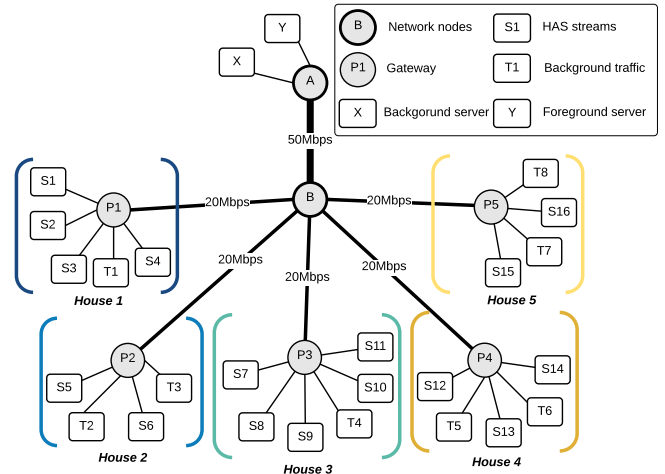 Y
X
A
50Mbps
B
B Network nodes S1 HAS streams
P1 Gateway T1 Background traffic
X Backgorund server Y Foreground server
20Mbps
20Mbps
20Mbps
20Mbps
20Mbps
S1
S2
P1
S3
T1
S4
House 1
P2
S5
T2
S6
T3
House 2
P3
S7
S8
S9
T4
S10
S11
House 3
P4
S12
T5
S13
T6
S14
House 4
P5
T8
S16
T7
S15
House 5